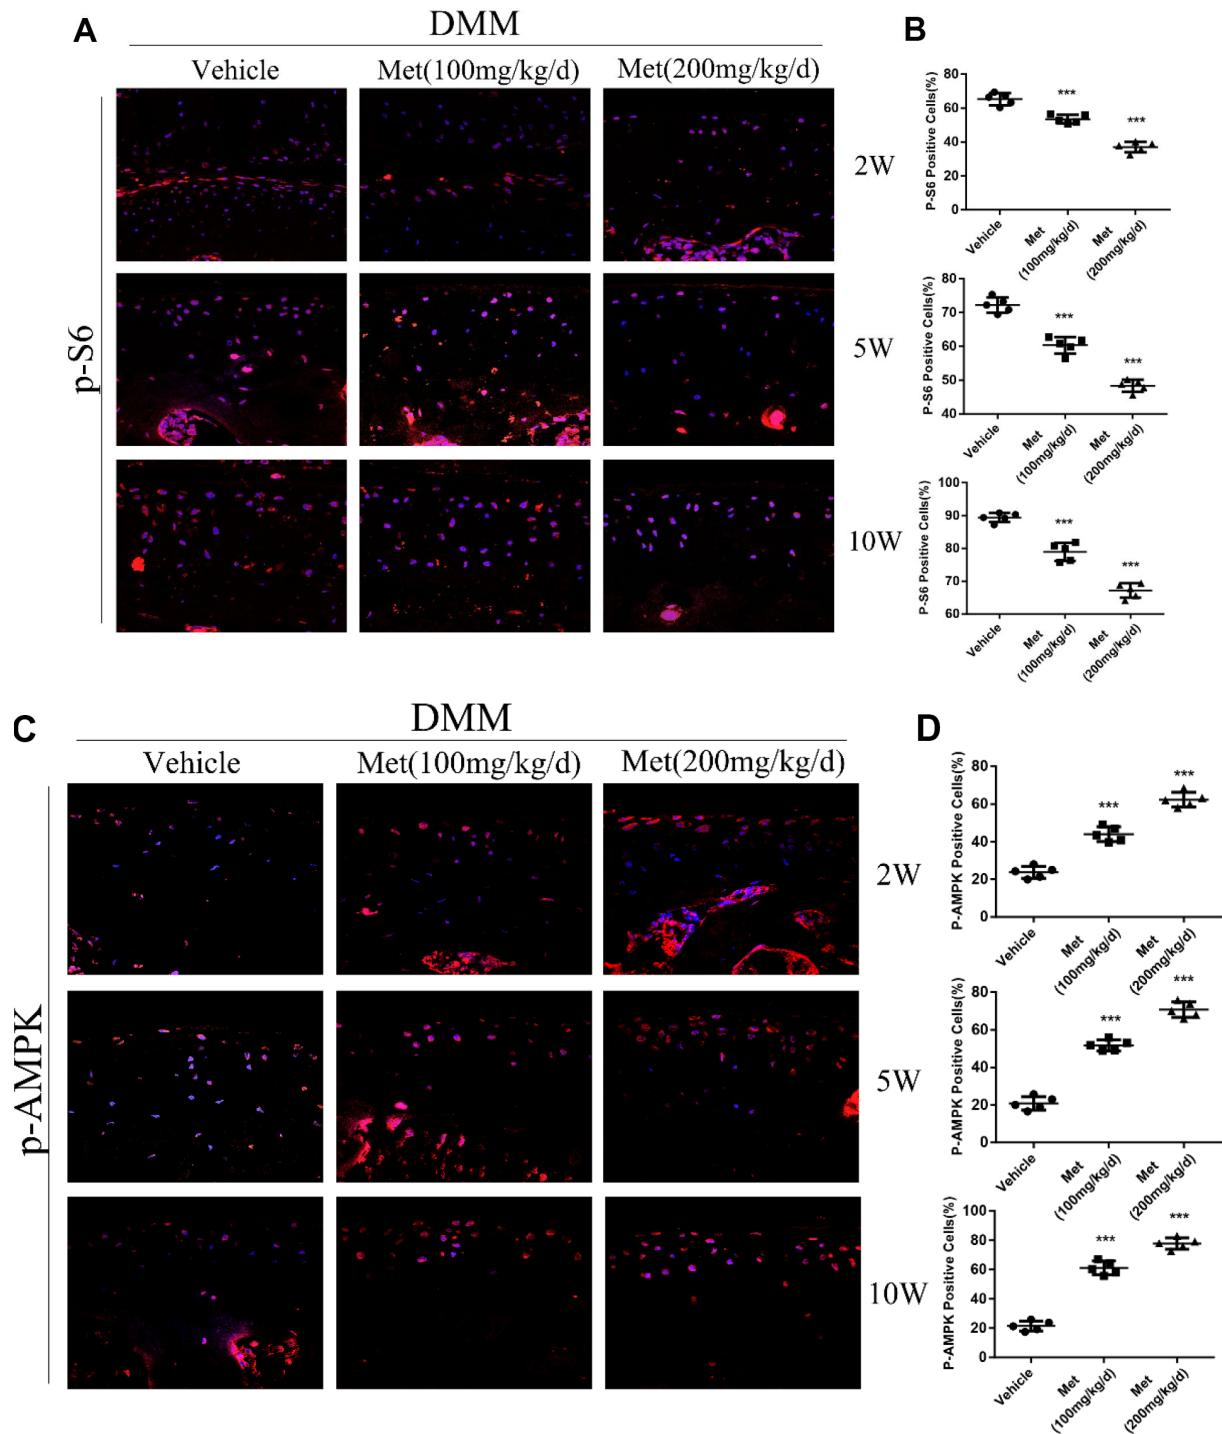 A
DMM
Vehicle
Met(100mg/kg/d)
Met(200mg/kg/d)
p-S6
2W
5W
10W
B
P-S6 Positive Cells(%)
80
60
40
20
0
***
***
Vehicle
Met
(100mg/kg/d)
Met
(200mg/kg/d)
P-S6 Positive Cells(%)
80
70
60
50
40
***
***
Vehicle
Met
(100mg/kg/d)
Met
(200mg/kg/d)
P-S6 Positive Cells(%)
100
90
80
70
60
***
***
Vehicle
Met
(100mg/kg/d)
Met
(200mg/kg/d)
C
DMM
Vehicle
Met(100mg/kg/d)
Met(200mg/kg/d)
p-AMPK
2W
5W
10W
D
P-AMPK Positive Cells(%)
80
60
40
20
0
***
***
Vehicle
Met
(100mg/kg/d)
Met
(200mg/kg/d)
P-AMPK Positive Cells(%)
80
60
40
20
0
***
***
Vehicle
Met
(100mg/kg/d)
Met
(200mg/kg/d)
P-AMPK Positive Cells(%)
100
80
60
40
20
0
***
***
Vehicle
Met
(100mg/kg/d)
Met
(200mg/kg/d)